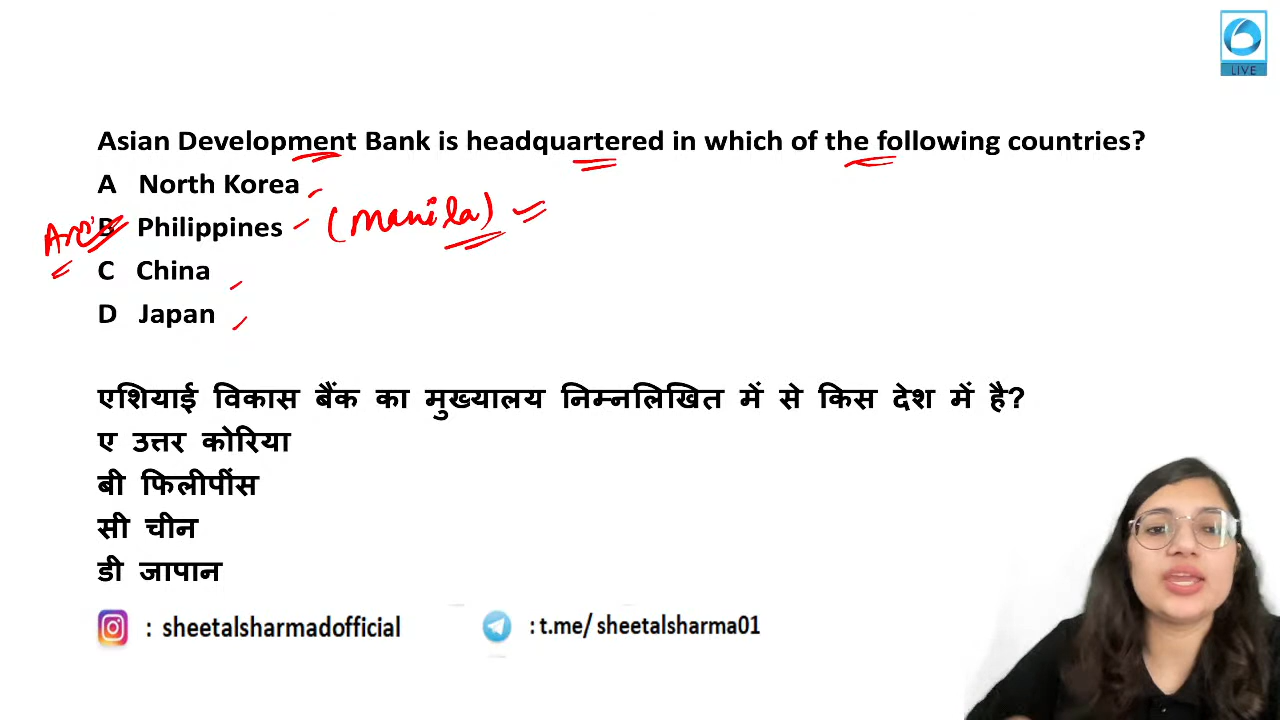 LIVE
Asian Development Bank is headquartered in which of the following countries?
A North Korea
Ans B Philippines (Manila)
C China
D Japan
एशियाई विकास बैंक का मुख्यालय निम्नलिखित में से किस देश में है?
ए उत्तर कोरिया
बी फिलीपींस
सी चीन
डी जापान
: sheetalsharmadofficial : t.me/ sheetalsharma01